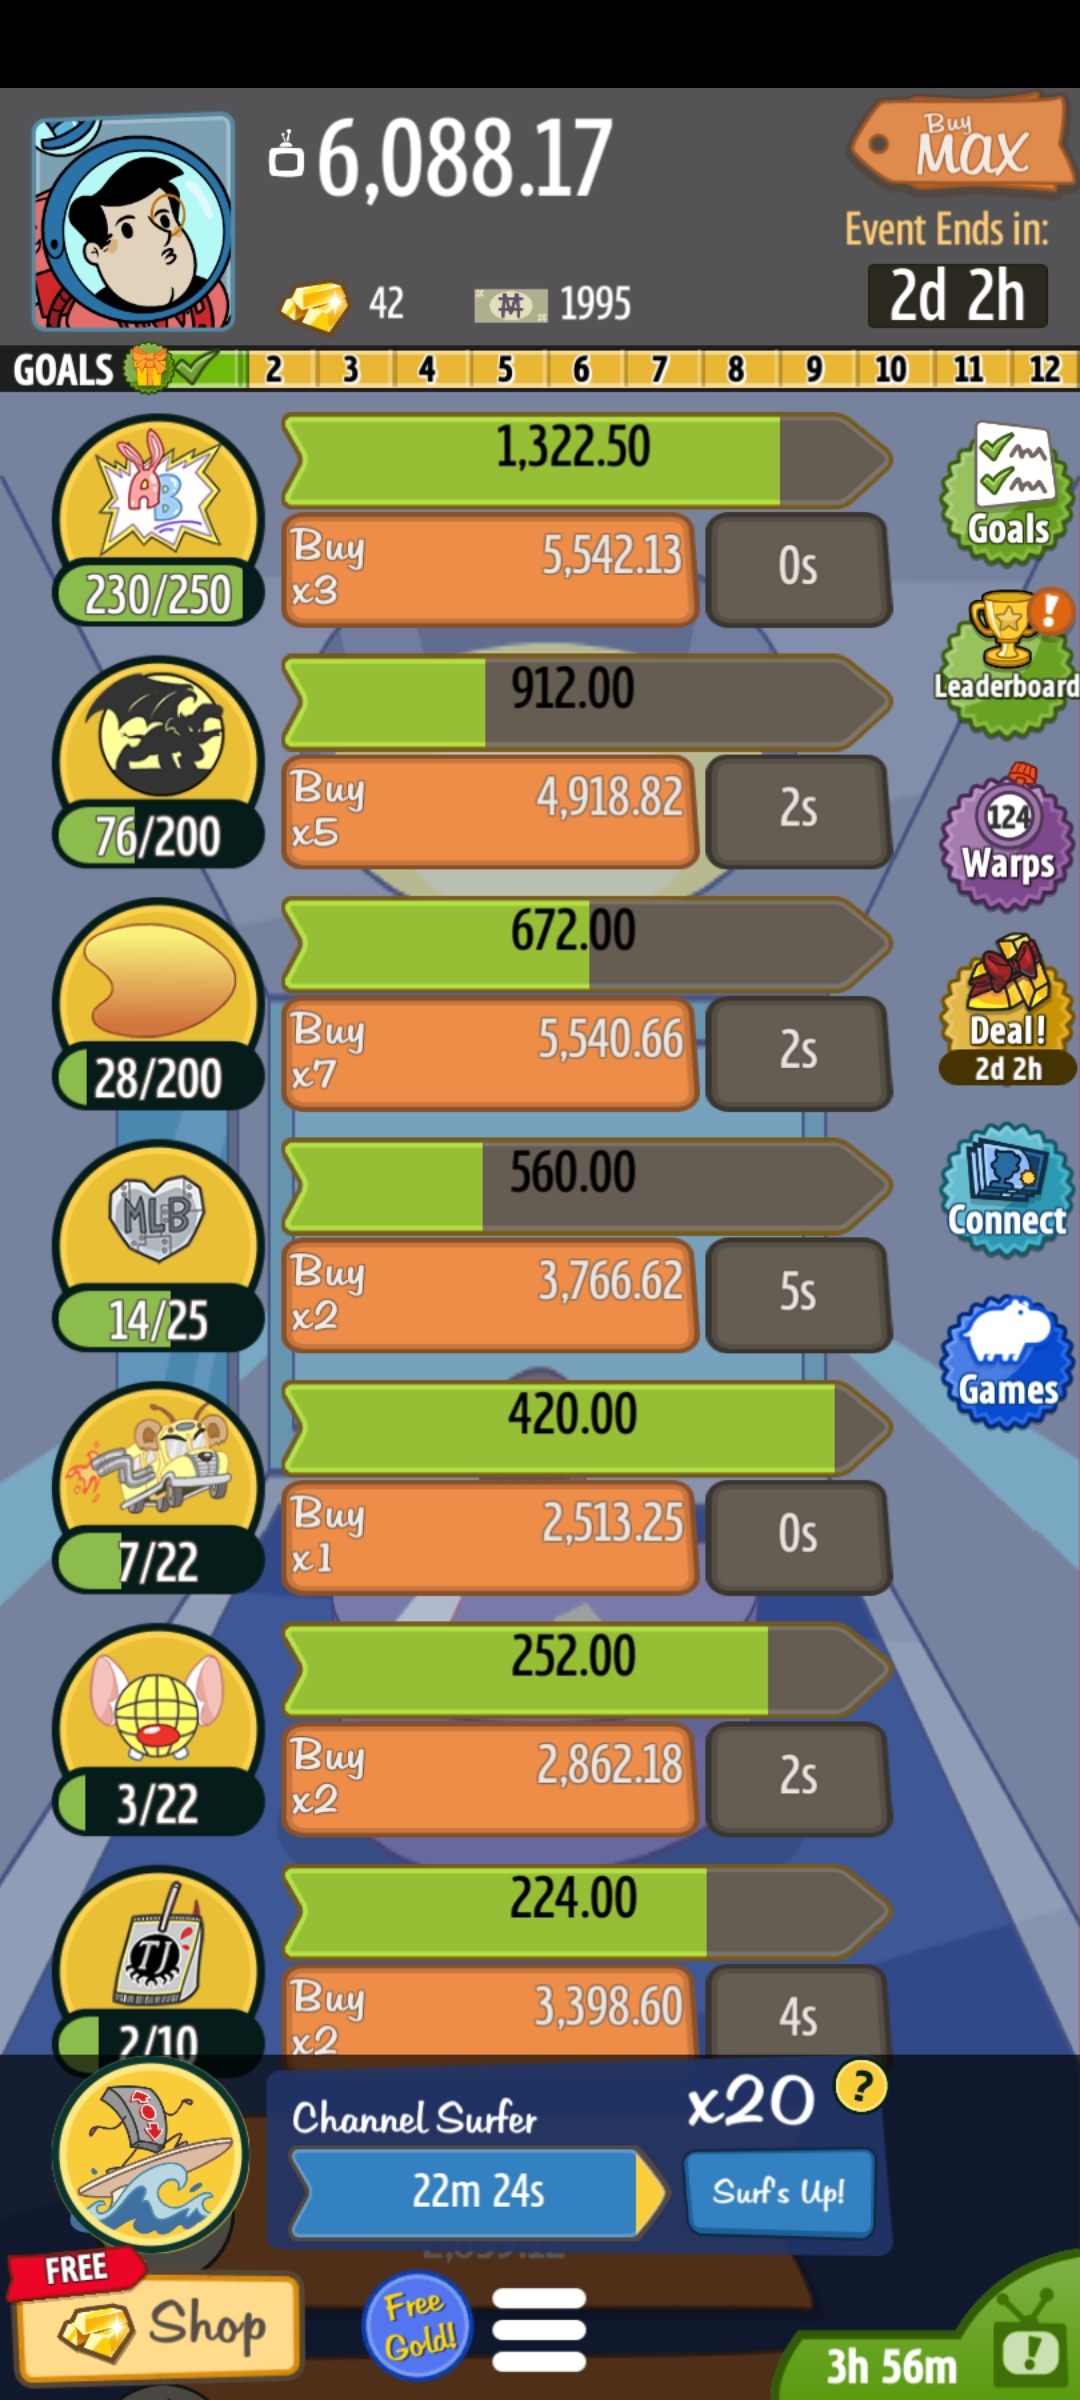 6,088.17
Buy
MAX
Event Ends in:
42
1995
2d 2h
GOALS 2 3 4 5 6 7 8 9 10 11 12
AB
1,322.50
230/250
Buy
x3
5,542.13
0s
Goals
912.00
76/200
Buy
x5
4,918.82
2s
Leaderboard
672.00
28/200
Buy
x7
5,540.66
2s
124
Warps
Deal!
2d 2h
MLB
560.00
14/25
Buy
x2
3,766.62
5s
Connect
Games
420.00
7/22
Buy
x1
2,513.25
0s
252.00
3/22
Buy
x2
2,862.18
2s
TJ
224.00
2/10
Buy
x2
3,398.60
4s
Channel Surfer
x20
?
22m 24s
Surf's Up!
FREE
Shop
Free
Gold!
3h 56m